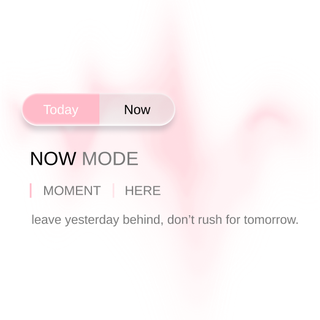 Today Now
NOW MODE
MOMENT HERE
leave yesterday behind, don’t rush for tomorrow.